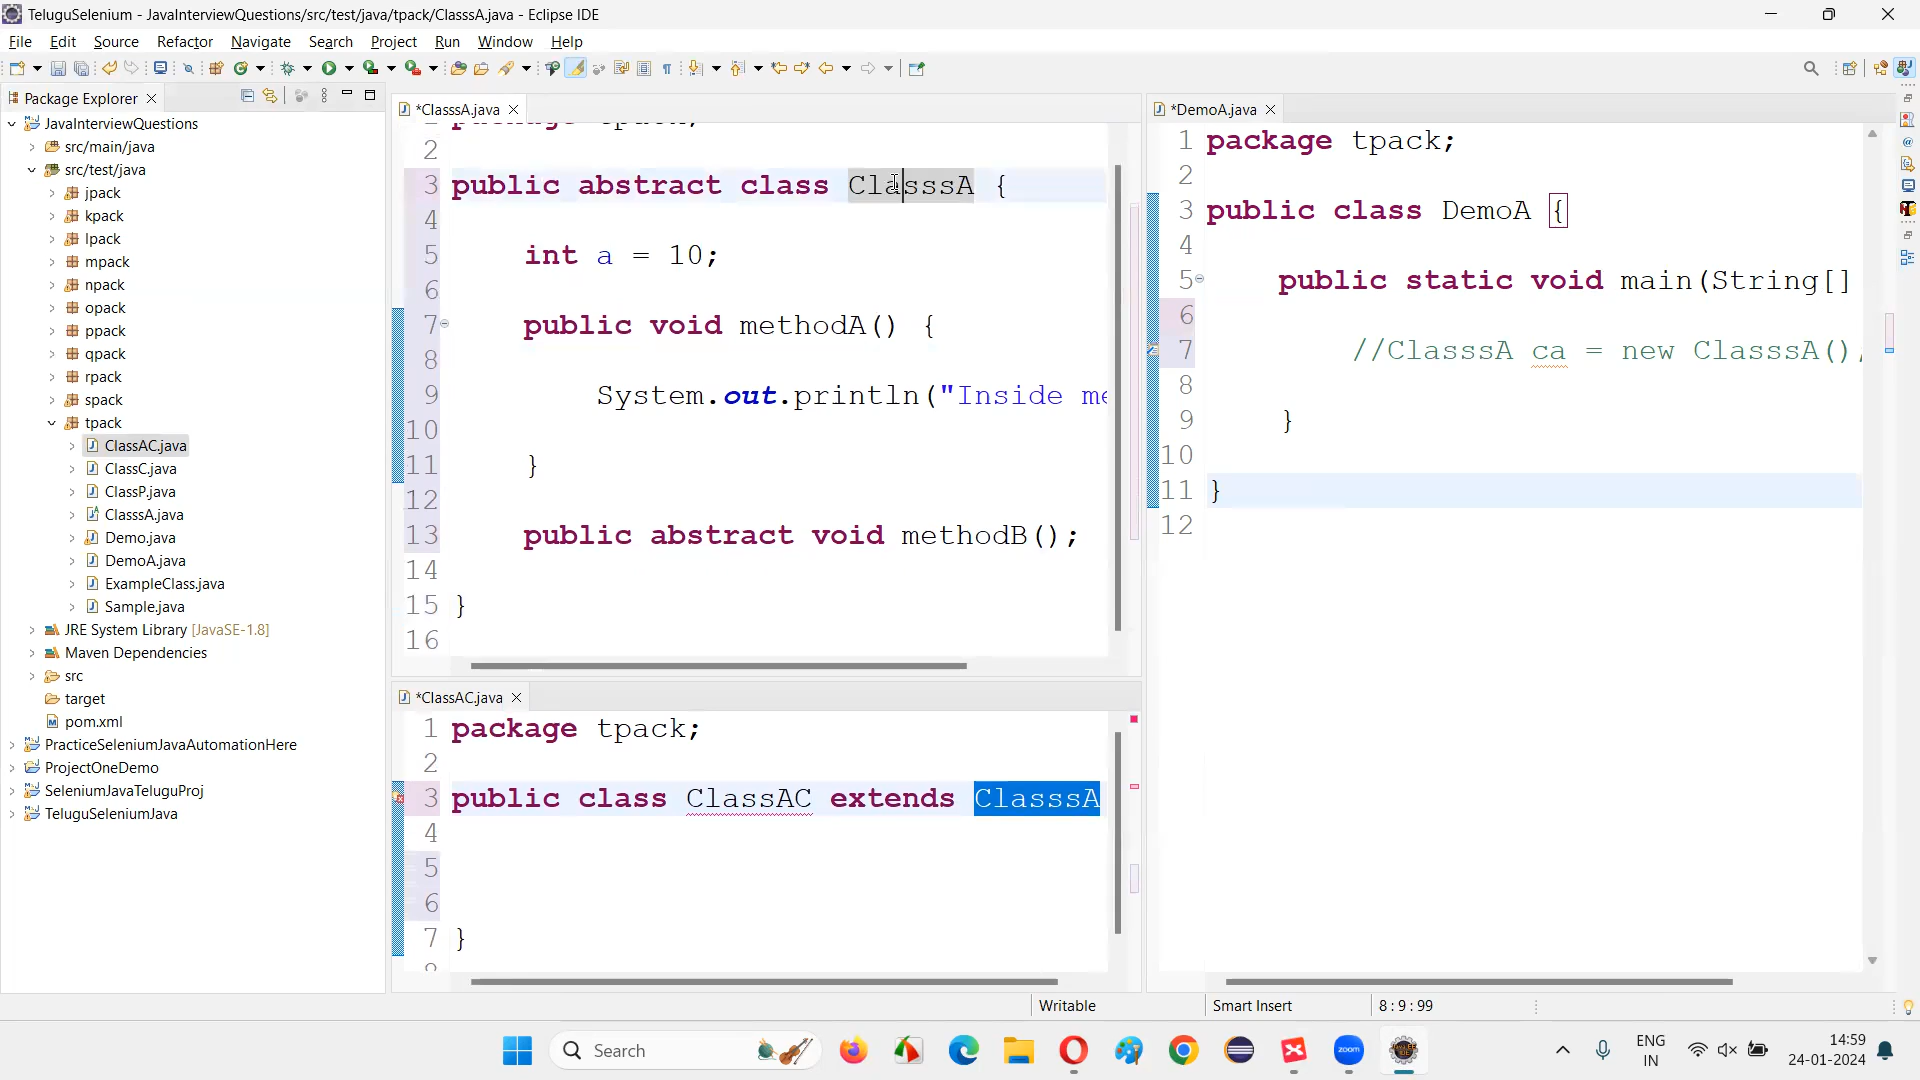 TeluguSelenium - JavaInterviewQuestions/src/test/java/tpack/ClasssA.java - Eclipse IDE
File Edit Source Refactor Navigate Search Project Run Window Help
Package Explorer
JavaInterviewQuestions
src/main/java
src/test/java
jpack
kpack
lpack
mpack
npack
opack
ppack
qpack
rpack
spack
tpack
ClassAC.java
ClassC.java
ClassP.java
ClasssA.java
Demo.java
DemoA.java
ExampleClass.java
Sample.java
JRE System Library [JavaSE-1.8]
Maven Dependencies
src
target
pom.xml
PracticeSeleniumJavaAutomationHere
ProjectOneDemo
SeleniumJavaTeluguProj
TeluguSeleniumJava
*ClasssA.java
2
3 public abstract class ClasssA {
4
5 int a = 10;
6
7 public void methodA() {
8
9 System.out.println("Inside me
10
11 }
12
13 public abstract void methodB();
14
15 }
16
*ClassAC.java
1 package tpack;
2
3 public class ClassAC extends ClasssA
4
5
6
7 }
*DemoA.java
1 package tpack;
2
3 public class DemoA {
4
5 public static void main(String[]
6
7 //ClasssA ca = new ClasssA();
8
9 }
10
11 }
12
Writable Smart Insert 8 : 9 : 99
Search
zoom
ENG
IN
14:59
24-01-2024